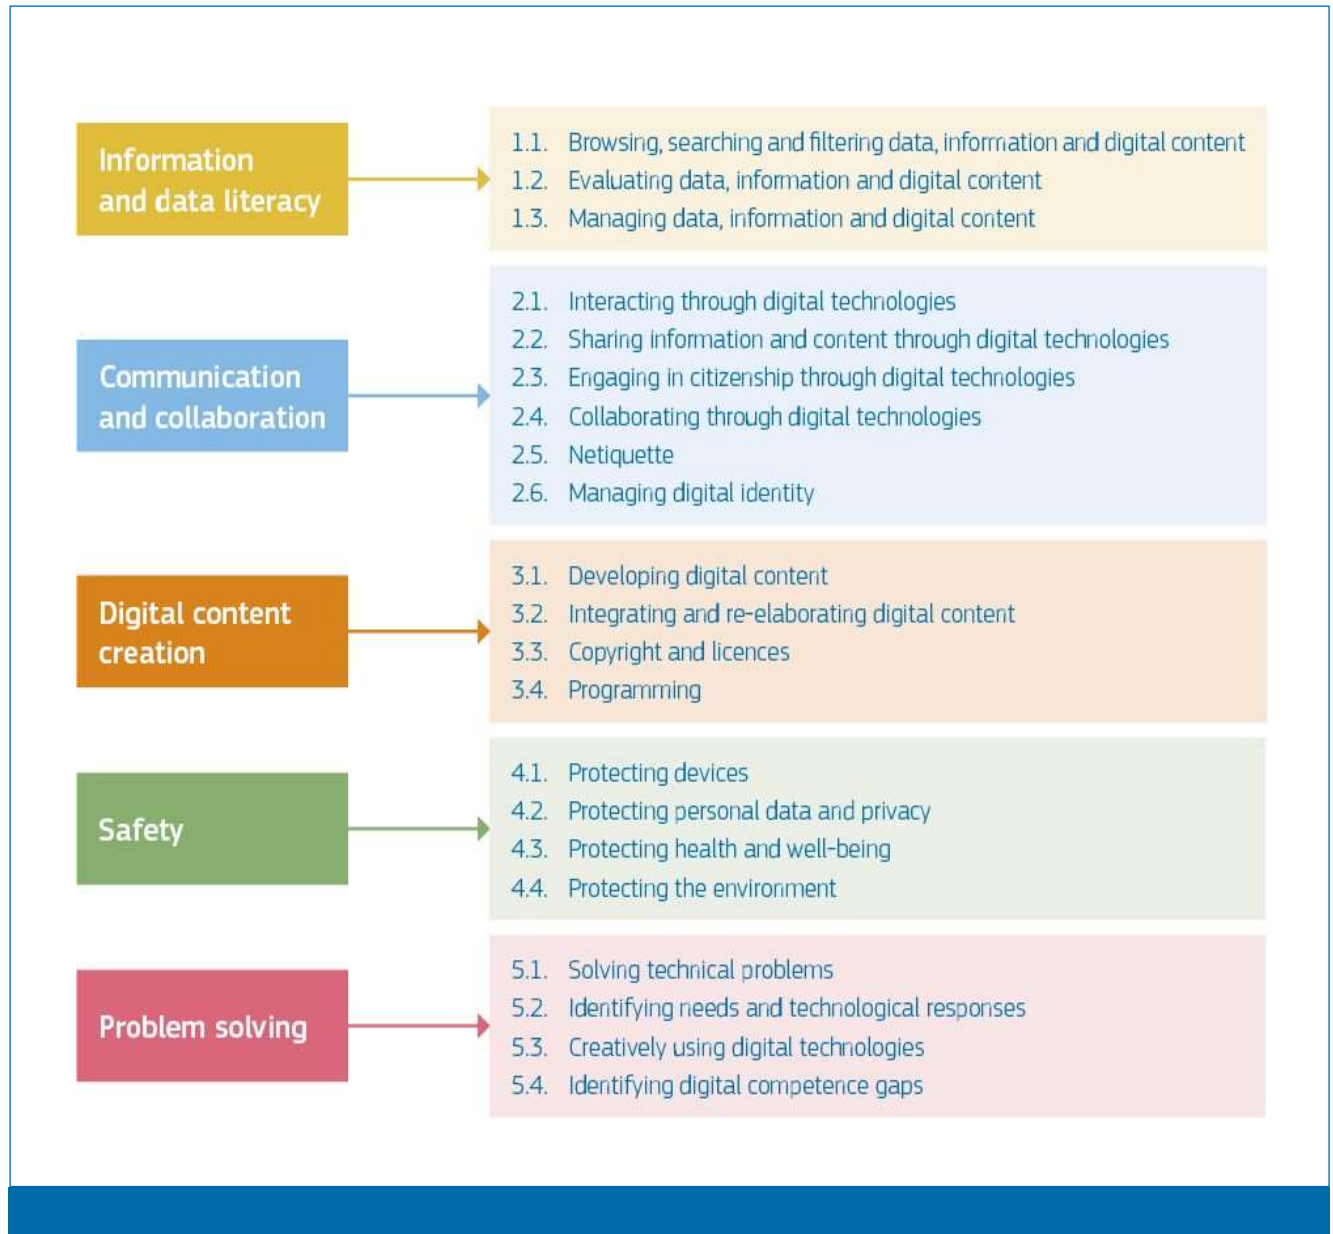 Information
and data literacy
1.1. Browsing, searching and filtering data, information and digital content
1.2. Evaluating data, information and digital content
1.3. Managing data, information and digital content
Communication
and collaboration
2.1. Interacting through digital technologies
2.2. Sharing information and content through digital technologies
2.3. Engaging in citizenship through digital technologies
2.4. Collaborating through digital technologies
2.5. Netiquette
2.6. Managing digital identity
Digital content
creation
3.1. Developing digital content
3.2. Integrating and re-elaborating digital content
3.3. Copyright and licences
3.4. Programming
Safety
4.1. Protecting devices
4.2. Protecting personal data and privacy
4.3. Protecting health and well-being
4.4. Protecting the environment
Problem solving
5.1. Solving technical problems
5.2. Identifying needs and technological responses
5.3. Creatively using digital technologies
5.4. Identifying digital competence gaps